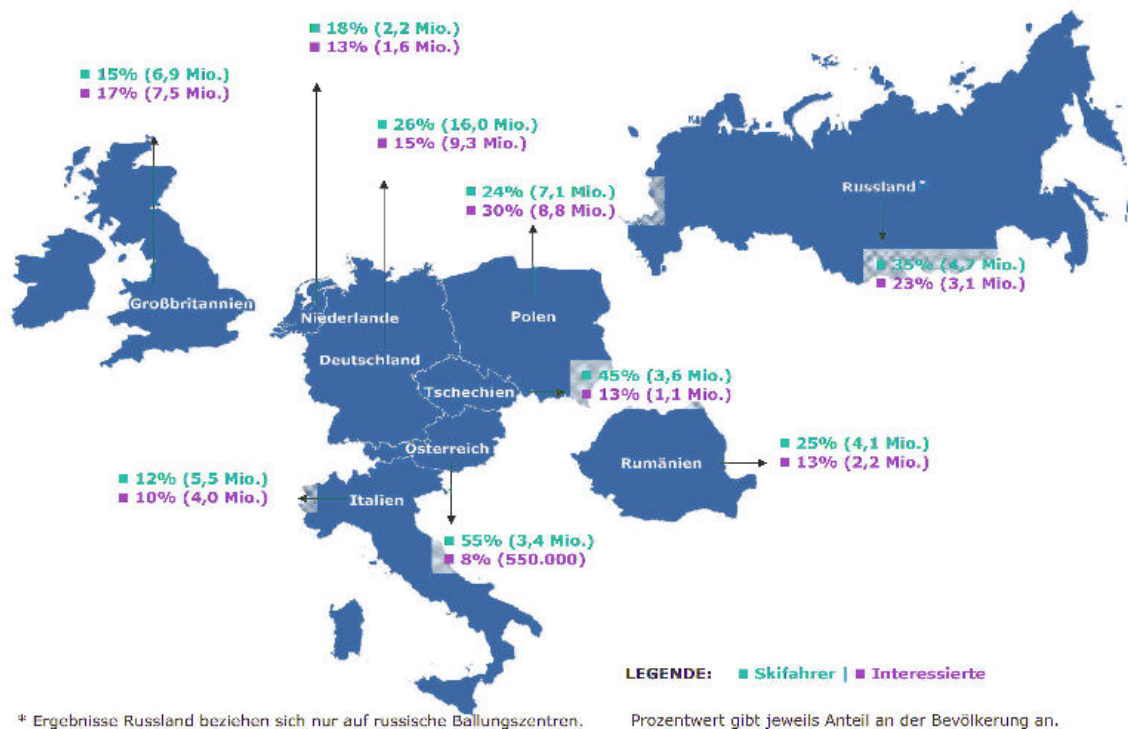 18% (2,2 Mio.)
13% (1,6 Mio.)
15% (6,9 Mio.)
17% (7,5 Mio.)
26% (16,0 Mio.)
15% (9,3 Mio.)
24% (7,1 Mio.)
30% (8,8 Mio.)
Russland *
35% (4,7 Mio.)
23% (3,1 Mio.)
Großbritannien
Niederlande
Polen
Deutschland
Tschechien
45% (3,6 Mio.)
13% (1,1 Mio.)
Österreich
Rumänien
25% (4,1 Mio.)
13% (2,2 Mio.)
12% (5,5 Mio.)
10% (4,0 Mio.)
Italien
55% (3,4 Mio.)
8% (550.000)
LEGENDE: Skifahrer | Interessierte
* Ergebnisse Russland beziehen sich nur auf russische Ballungszentren.
Prozentwert gibt jeweils Anteil an der Bevölkerung an.